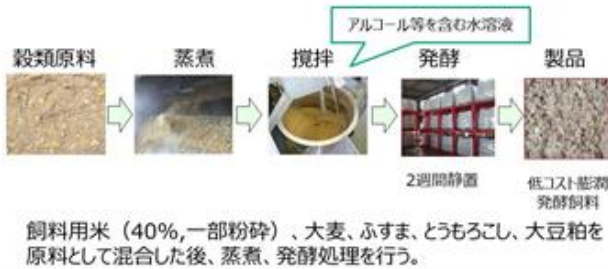 アルコール等を含む水溶液
穀類原料
蒸煮
撹拌
発酵
製品
2週間静置
低コスト膨潤
発酵飼料
飼料用米（40%,一部粉砕）、大麦、ふすま、とうもろこし、大豆粕を
原料として混合した後、蒸煮、発酵処理を行う。